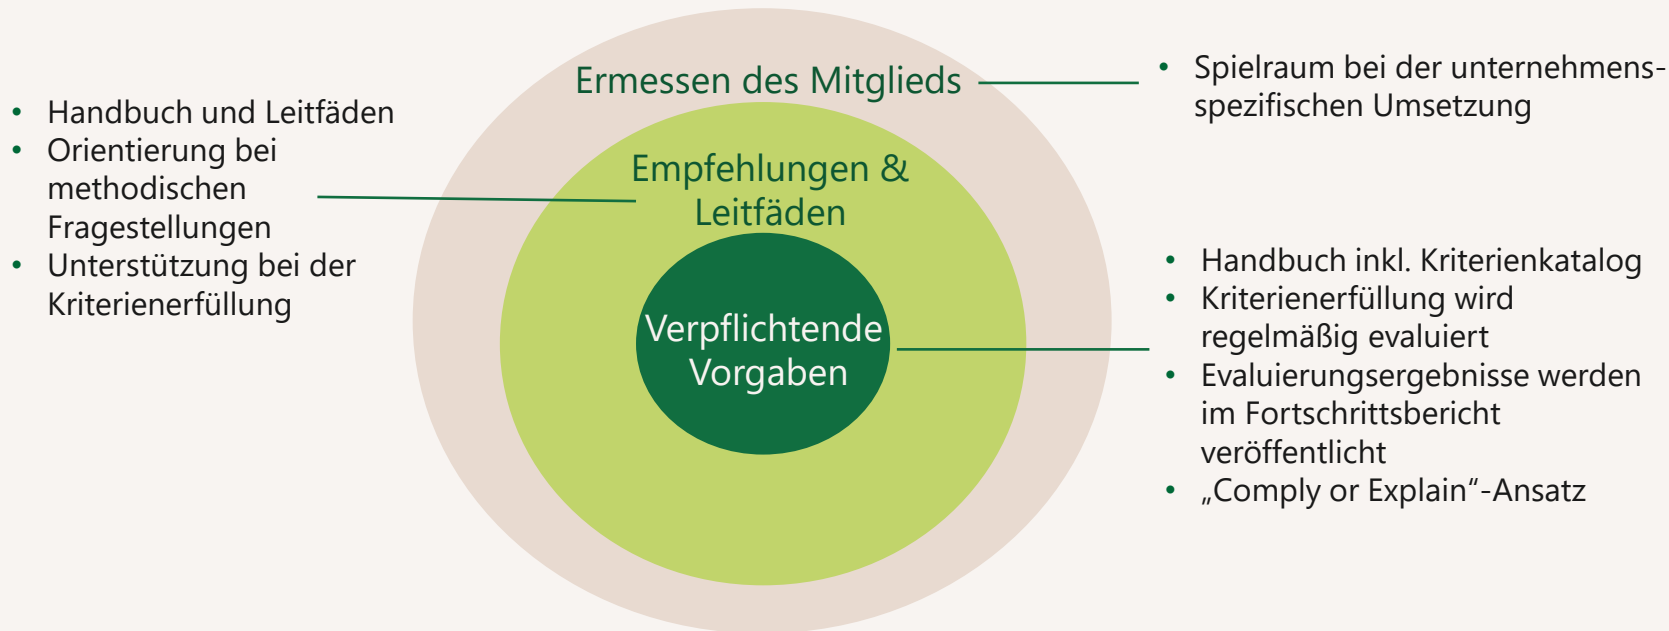 Ermessen des Mitglieds
• Spielraum bei der unternehmens-
spezifischen Umsetzung
• Handbuch und Leitfäden
• Orientierung bei
methodischen
Fragestellungen
• Unterstützung bei der
Kriterienerfüllung
Empfehlungen &
Leitfäden
Verpflichtende
Vorgaben
• Handbuch inkl. Kriterienkatalog
• Kriterienerfüllung wird
regelmäßig evaluiert
• Evaluierungsergebnisse werden
im Fortschrittsbericht
veröffentlicht
• „Comply or Explain“-Ansatz